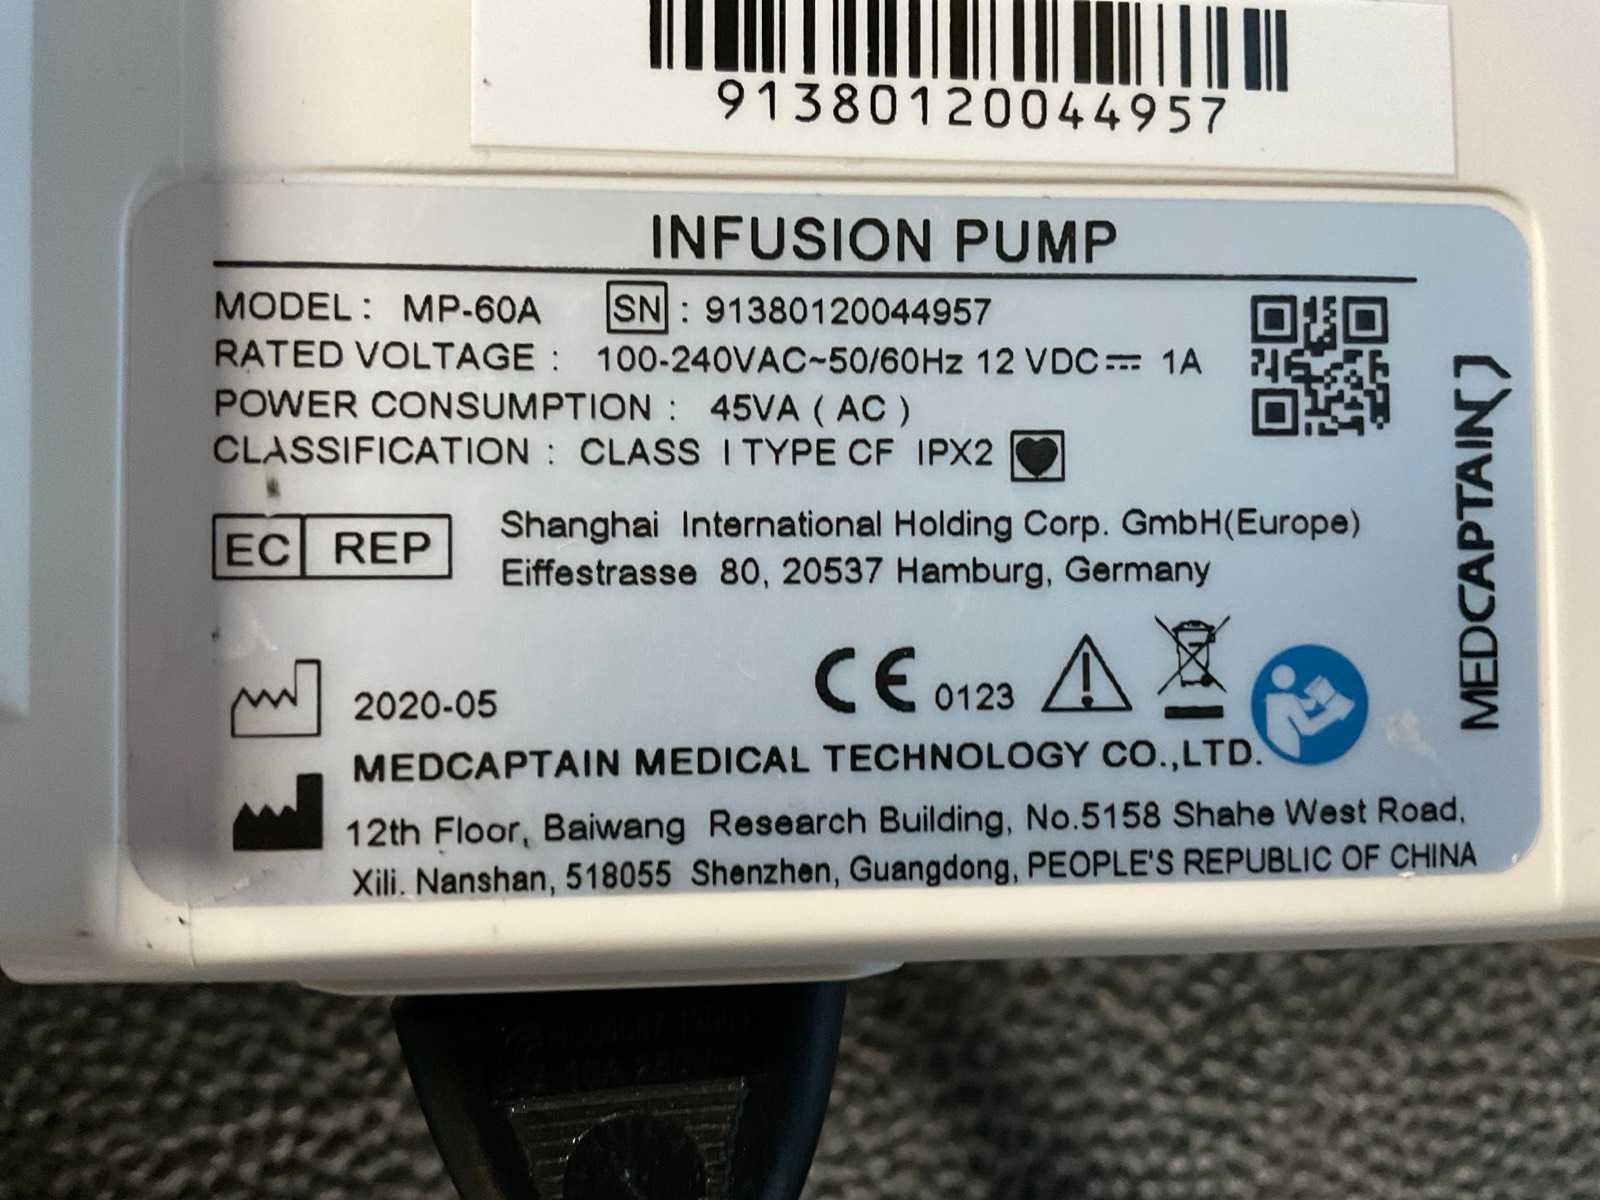 91380120044957
INFUSION PUMP
MODEL : MP-60A SN : 91380120044957
RATED VOLTAGE : 100-240VAC~50/60Hz 12 VDC⎓ 1A
POWER CONSUMPTION : 45VA ( AC )
CLASSIFICATION : CLASS I TYPE CF IPX2
EC REP
Shanghai International Holding Corp. GmbH(Europe)
Eiffestrasse 80, 20537 Hamburg, Germany
2020-05
CE 0123
MEDCAPTAIN MEDICAL TECHNOLOGY CO.,LTD.
12th Floor, Baiwang Research Building, No.5158 Shahe West Road,
Xili. Nanshan, 518055 Shenzhen, Guangdong, PEOPLE'S REPUBLIC OF CHINA
MEDCAPTAIN